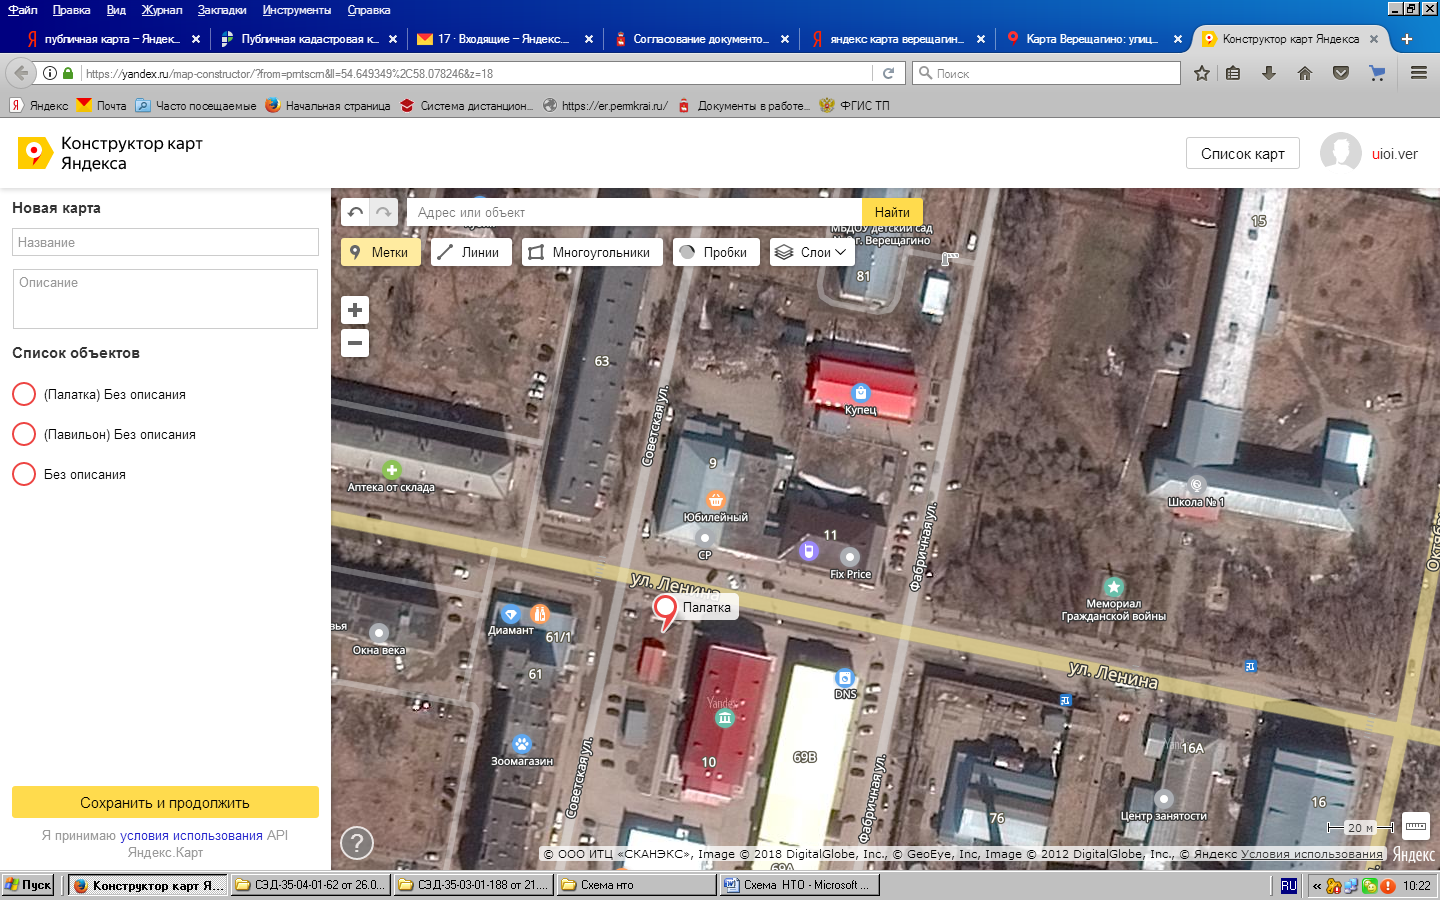 Файл Правка Вид Журнал Закладки Инструменты Справка
публичная карта – Яндек...
Публичная кадастровая к...
17 · Входящие – Яндекс....
Согласование документо...
яндекс карта верещагин...
Карта Верещагино: улиц...
Конструктор карт Яндекса
https://yandex.ru/map-constructor/?from=prntscrn&ll=54.649349%2C58.078246&z=18
Поиск
Яндекс Почта Часто посещаемые Начальная страница Система дистанцион... https://er.permkrai.ru/ Документы в работе... ФГИС ТП
Конструктор карт
Яндекса
Список карт
uioi.ver
Новая карта
Название
Описание
Список объектов
(Палатка) Без описания
(Павильон) Без описания
Без описания
Сохранить и продолжить
Я принимаю условия использования API
Яндекс.Карт
Адрес или объект
Найти
Метки Линии Многоугольники Пробки Слои
МБДОУ детский сад
г. Верещагино
81
15
63
Советская ул.
Купец
9
Аптека от склада
Юбилейный
СР
11
Fix Price
Фабричная ул.
Школа № 1
ул. Ленина
Палатка
Мемориал
Гражданской войны
Диамант
61/1
Окна века
61
ул. Ленина
DNS
Yandex
Зоомагазин
10
69В
Советская ул.
Фабричная ул.
16А
Центр занятости
16
76
69А
20 м
?
© ООО ИТЦ «СКАНЭКС», Image © 2018 DigitalGlobe, Inc., © GeoEye, Inc, Image © 2012 DigitalGlobe, Inc., © Яндекс Условия использования
Яндекс
Пуск
Конструктор карт Я...
СЭД-35-04-01-62 от 26.0...
СЭД-35-03-01-188 от 21....
Схема нто
Схема НТО - Microsoft ...
RU
«
10:22